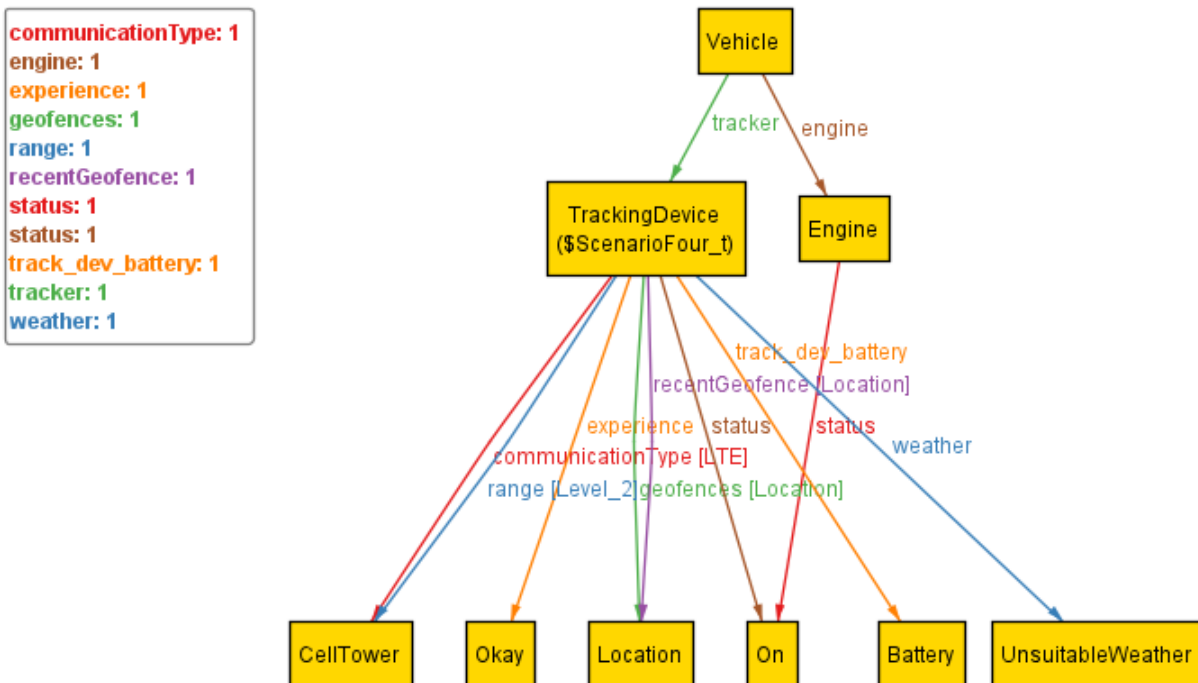 communicationType: 1
engine: 1
experience: 1
geofences: 1
range: 1
recentGeofence: 1
status: 1
status: 1
track_dev_battery: 1
tracker: 1
weather: 1
Vehicle
tracker
engine
TrackingDevice
($ScenarioFour_t)
Engine
track_dev_battery
recentGeofence [Location]
experience
status
status
weather
communicationType [LTE]
range [Level_2]
geofences [Location]
CellTower
Okay
Location
On
Battery
UnsuitableWeather